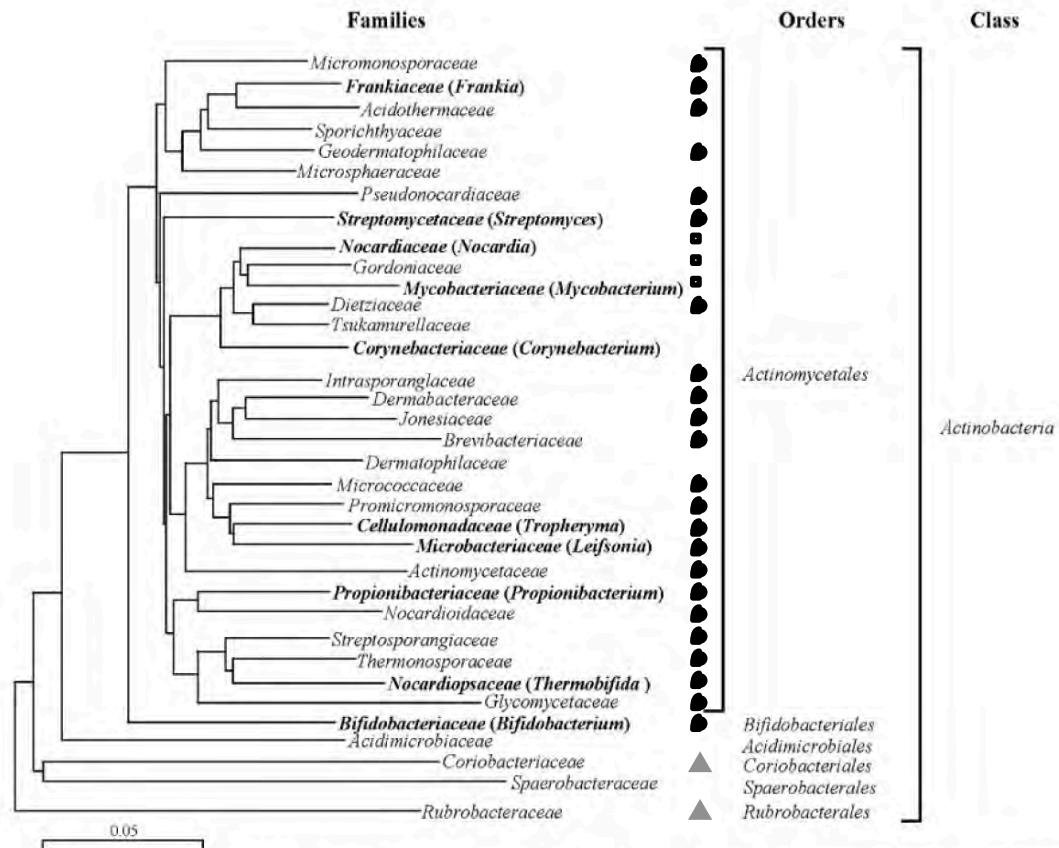 Families Orders Class
Micromonosporaceae
Frankiaceae (Frankia)
Acidothermaceae
Sporichthyaceae
Geodermatophilaceae
Microsphaeraceae
Pseudonocardiaceae
Streptomycetaceae (Streptomyces)
Nocardiaceae (Nocardia)
Gordoniaceae
Mycobacteriaceae (Mycobacterium)
Dietziaceae
Tsukamurellaceae
Corynebacteriaceae (Corynebacterium)
Actinomycetales
Intrasporanglaceae
Dermabacteraceae
Jonesiaceae
Actinobacteria
Brevibacteriaceae
Dermatophilaceae
Micrococcaceae
Promicromonosporaceae
Cellulomonadaceae (Tropheryma)
Microbacteriaceae (Leifsonia)
Actinomycetaceae
Propionibacteriaceae (Propionibacterium)
Nocardioidaceae
Streptosporangiaceae
Thermonosporaceae
Nocardiopsaceae (Thermobifida )
Glycomycetaceae
Bifidobacteriaceae (Bifidobacterium) Bifidobacteriales
Acidimicrobiaceae Acidimicrobiales
Coriobacteriaceae Coriobacteriales
Spaerobacteraceae Spaerobacterales
Rubrobacteraceae Rubrobacterales
0.05